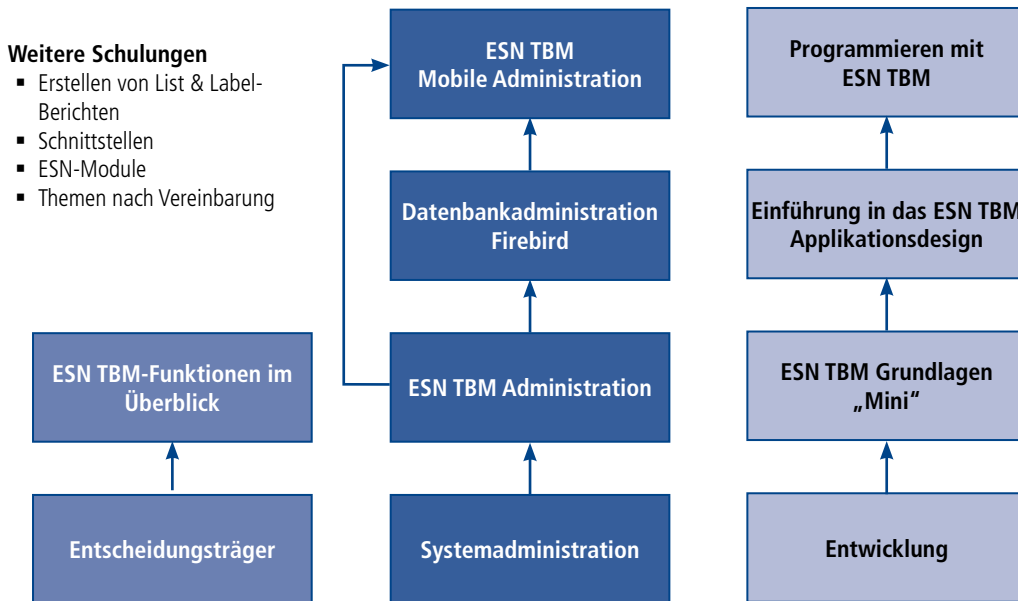 Weitere Schulungen
▪ Erstellen von List & Label-
Berichten
▪ Schnittstellen
▪ ESN-Module
▪ Themen nach Vereinbarung
ESN TBM-Funktionen im
Überblick
Entscheidungsträger
ESN TBM
Mobile Administration
Datenbankadministration
Firebird
ESN TBM Administration
Systemadministration
Programmieren mit
ESN TBM
Einführung in das ESN TBM
Applikationsdesign
ESN TBM Grundlagen
„Mini“
Entwicklung